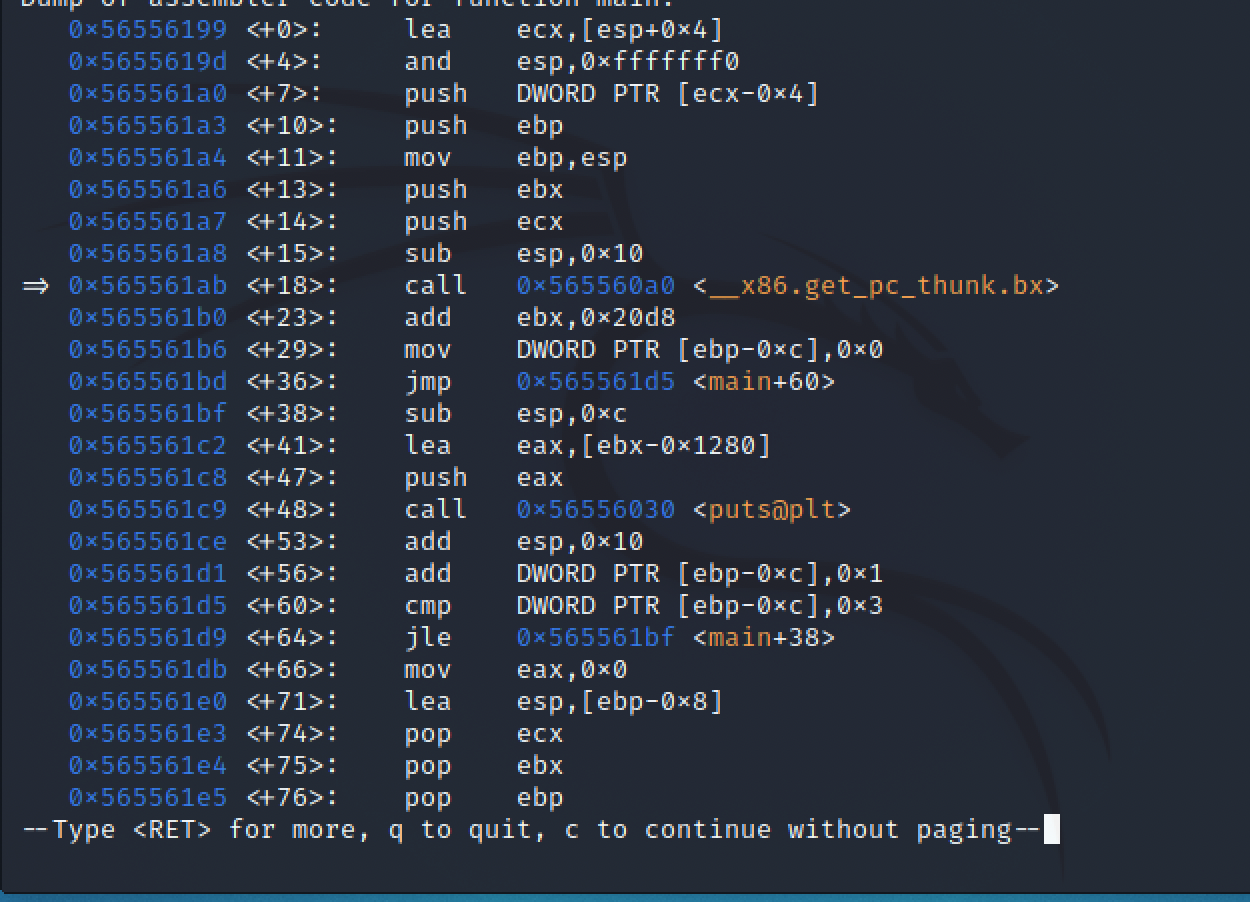 Dump of assembler code for function main:
0×56556199 <+0>: lea ecx,[esp+0×4]
0×5655619d <+4>: and esp,0×fffffff0
0×565561a0 <+7>: push DWORD PTR [ecx-0×4]
0×565561a3 <+10>: push ebp
0×565561a4 <+11>: mov ebp,esp
0×565561a6 <+13>: push ebx
0×565561a7 <+14>: push ecx
0×565561a8 <+15>: sub esp,0×10
⇒ 0×565561ab <+18>: call 0×565560a0 <__x86.get_pc_thunk.bx>
0×565561b0 <+23>: add ebx,0×20d8
0×565561b6 <+29>: mov DWORD PTR [ebp-0×c],0×0
0×565561bd <+36>: jmp 0×565561d5 <main+60>
0×565561bf <+38>: sub esp,0×c
0×565561c2 <+41>: lea eax,[ebx-0×1280]
0×565561c8 <+47>: push eax
0×565561c9 <+48>: call 0×56556030 <puts@plt>
0×565561ce <+53>: add esp,0×10
0×565561d1 <+56>: add DWORD PTR [ebp-0×c],0×1
0×565561d5 <+60>: cmp DWORD PTR [ebp-0×c],0×3
0×565561d9 <+64>: jle 0×565561bf <main+38>
0×565561db <+66>: mov eax,0×0
0×565561e0 <+71>: lea esp,[ebp-0×8]
0×565561e3 <+74>: pop ecx
0×565561e4 <+75>: pop ebx
0×565561e5 <+76>: pop ebp
--Type <RET> for more, q to quit, c to continue without paging--